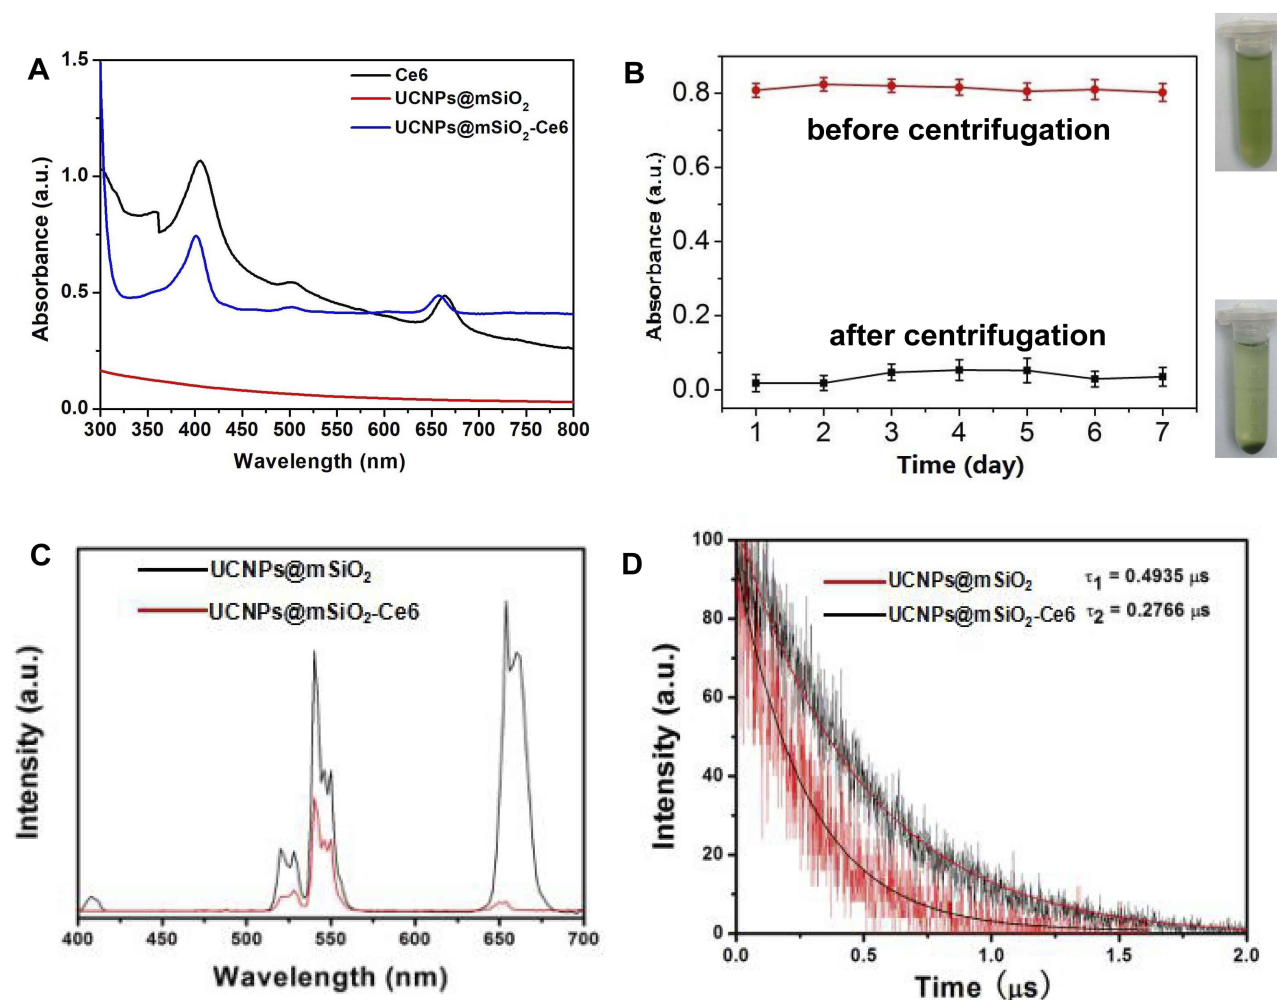 A
1.5
1.0
0.5
0.0
Absorbance (a.u.)
Ce6
UCNPs@mSiO₂
UCNPs@mSiO₂-Ce6
300 350 400 450 500 550 600 650 700 750 800
Wavelength (nm)
B
0.8
0.6
0.4
0.2
0.0
Absorbance (a.u.)
before centrifugation
after centrifugation
1 2 3 4 5 6 7
Time (day)
C
UCNPs@mSiO₂
UCNPs@mSiO₂-Ce6
Intensity (a.u.)
400 450 500 550 600 650 700
Wavelength (nm)
D
100
80
60
40
20
0
Intensity (a.u.)
UCNPs@mSiO₂ τ₁ = 0.4935 μs
UCNPs@mSiO₂-Ce6 τ₂ = 0.2766 μs
0.0 0.5 1.0 1.5 2.0
Time （μs）